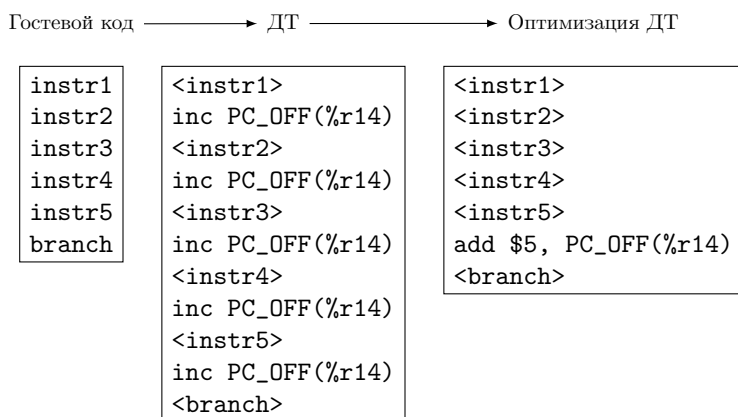 Гостевой код ДТ Оптимизация ДТ
instr1
instr2
instr3
instr4
instr5
branch
<instr1>
inc PC_OFF(%r14)
<instr2>
inc PC_OFF(%r14)
<instr3>
inc PC_OFF(%r14)
<instr4>
inc PC_OFF(%r14)
<instr5>
inc PC_OFF(%r14)
<branch>
<instr1>
<instr2>
<instr3>
<instr4>
<instr5>
add $5, PC_OFF(%r14)
<branch>